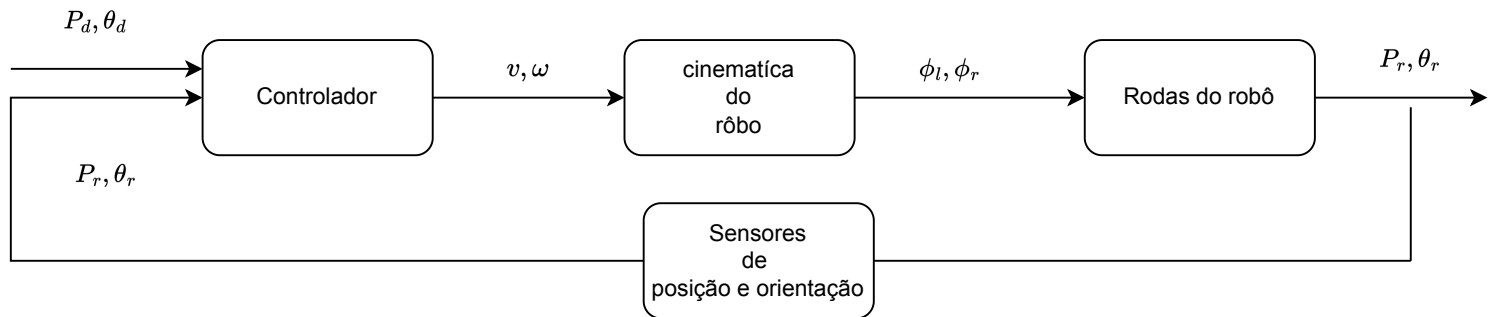 P_d, θ_d
Controlador
v, ω
cinematíca
do
rôbo
ϕ_l, ϕ_r
Rodas do robô
P_r, θ_r
P_r, θ_r
Sensores
de
posição e orientação